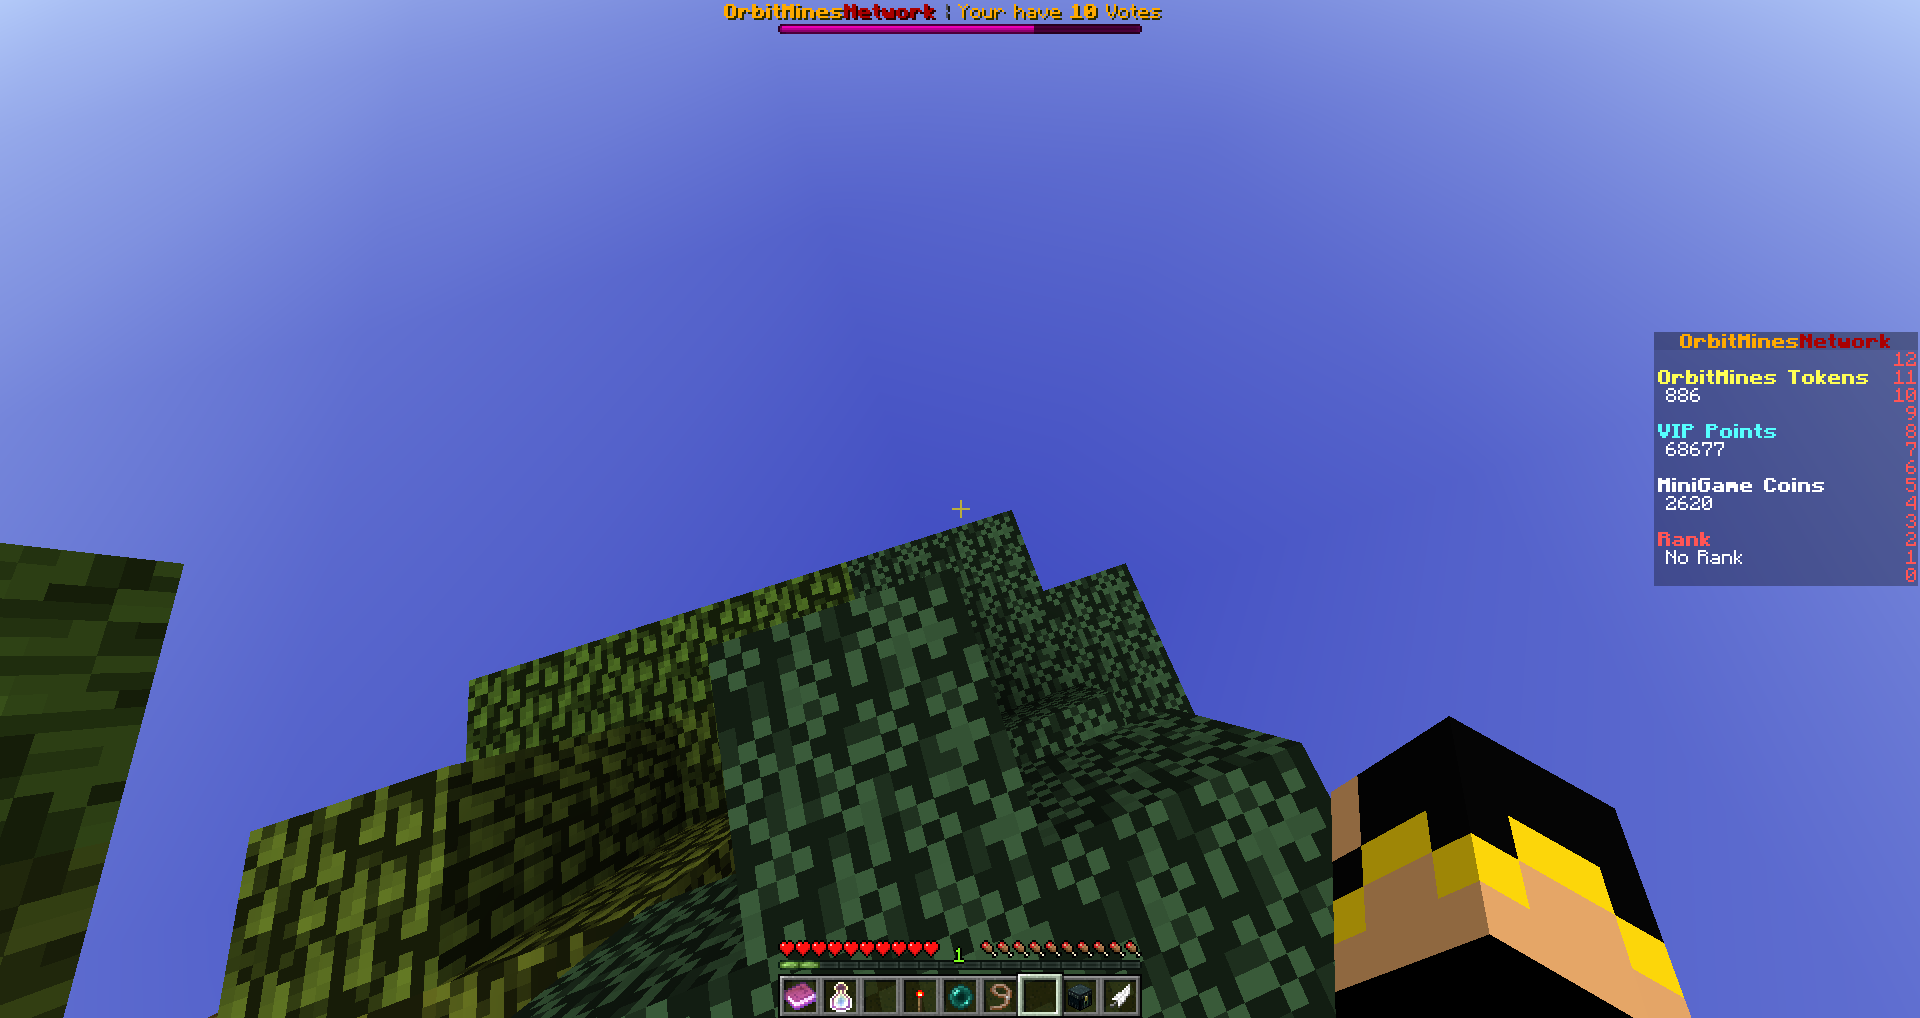 OrbitMinesNetwork | Your have 10 Votes
OrbitMinesNetwork
12
OrbitMines Tokens 11
886 10
9
VIP Points 8
68677 7
6
MiniGame Coins 5
2620 4
3
Rank 2
No Rank 1
0
1